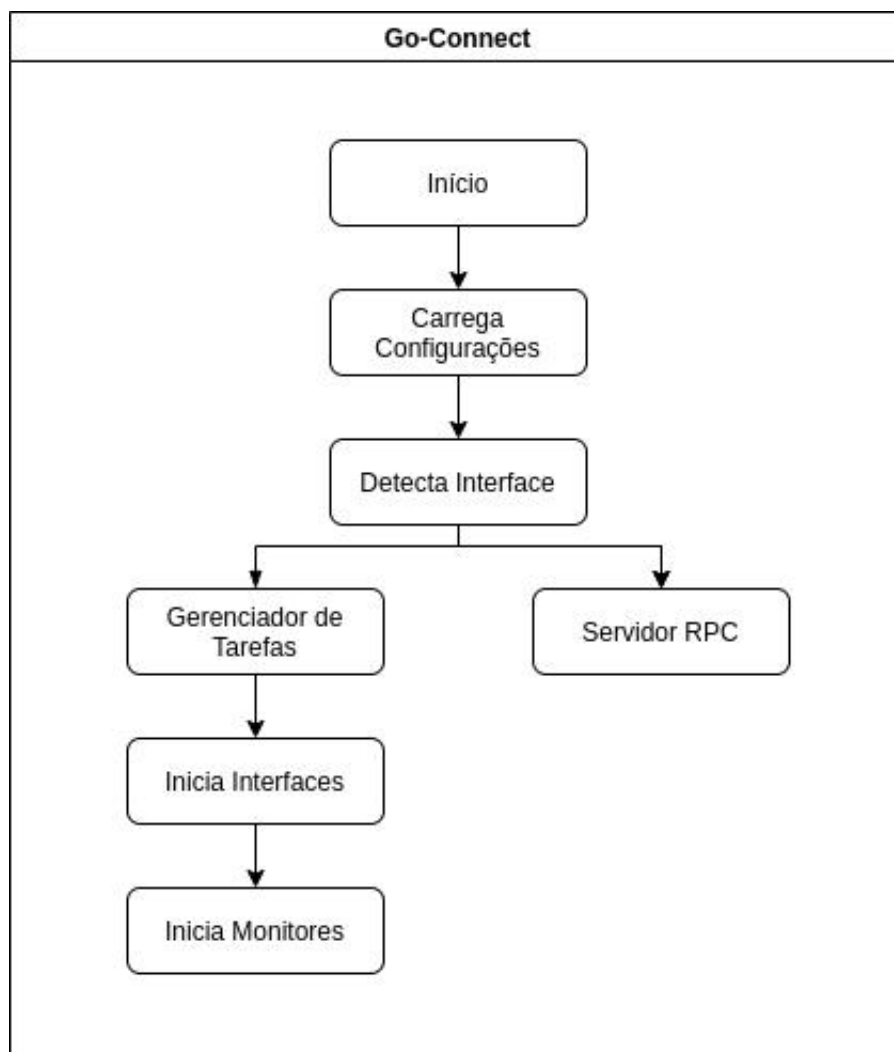 Go-Connect
Início
Carrega
Configurações
Detecta Interface
Gerenciador de
Tarefas
Servidor RPC
Inicia Interfaces
Inicia Monitores